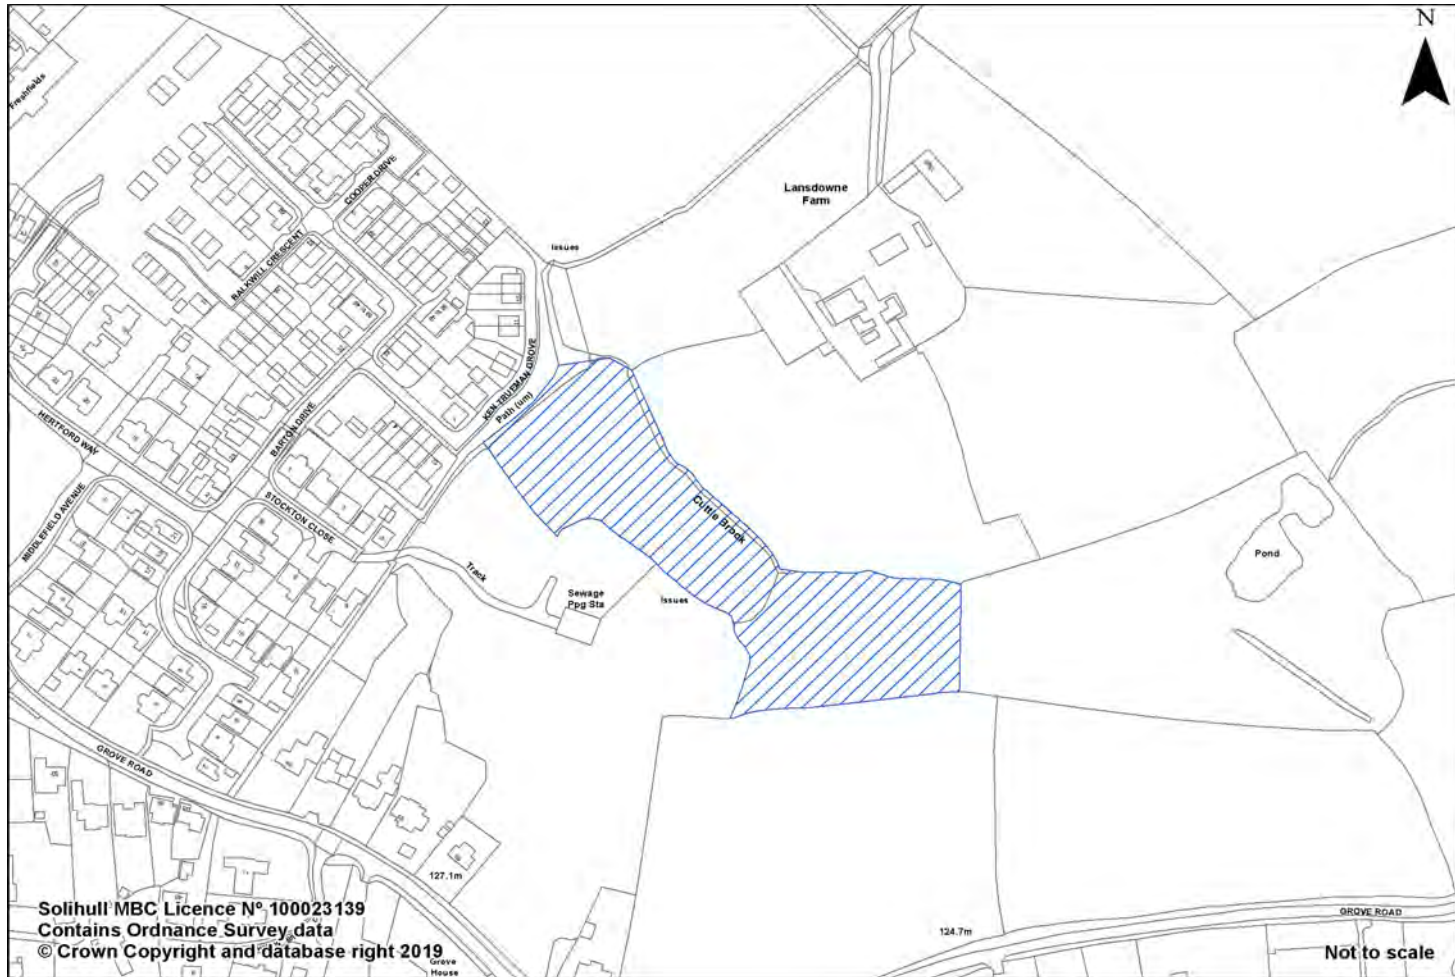 N
Freshfields
COOPER DRIVE
Lansdowne
Farm
Issues
BALKWILL CRESCENT
KEN TRUEMAN GROVE
Path (um)
HERTFORD WAY
BARTON DRIVE
MIDDLEFIELD AVENUE
STOCKTON CLOSE
Cuttle Brook
Pond
Track
Sewage
Ppg Sta
Issues
GROVE ROAD
127.1m
Solihull MBC Licence Nº 100023139
Contains Ordnance Survey data
© Crown Copyright and database right 2019
Grove
House
124.7m
GROVE ROAD
Not to scale